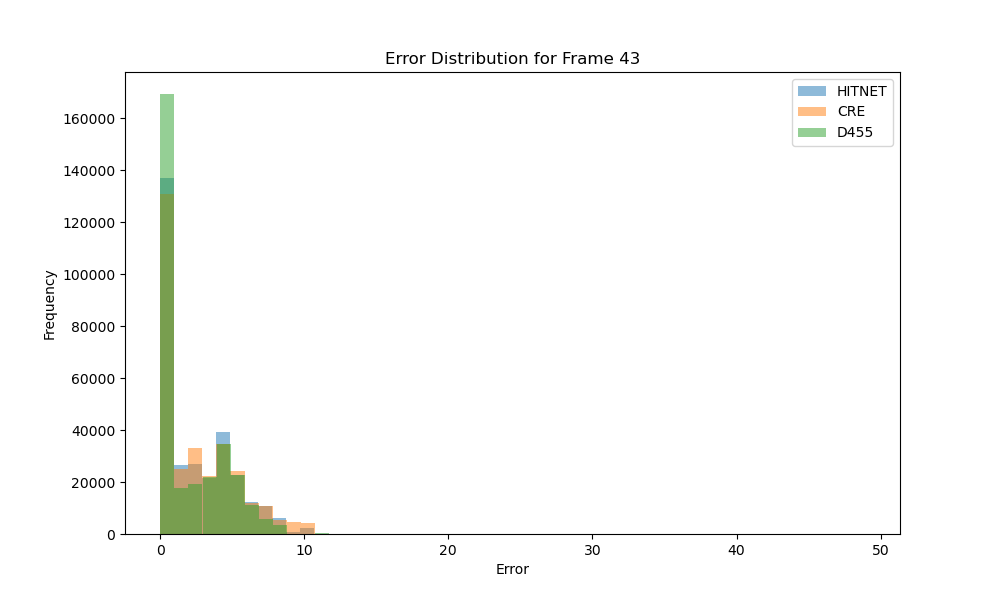 Error Distribution for Frame 43
HITNET
CRE
D455
160000
140000
120000
100000
80000
60000
40000
20000
0
Frequency
0 10 20 30 40 50
Error